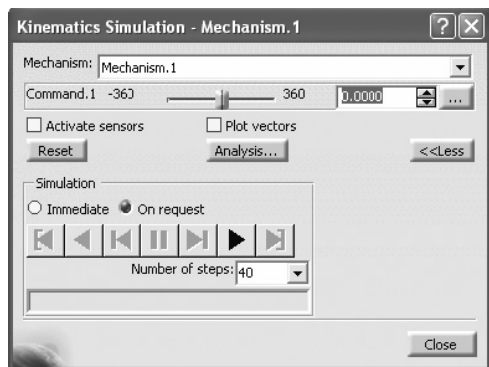 Kinematics Simulation - Mechanism.1
Mechanism: Mechanism.1
Command.1 -360 360 0.0000 ...
Activate sensors Plot vectors
Reset Analysis... <<Less
Simulation
Immediate On request
Number of steps: 40
Close